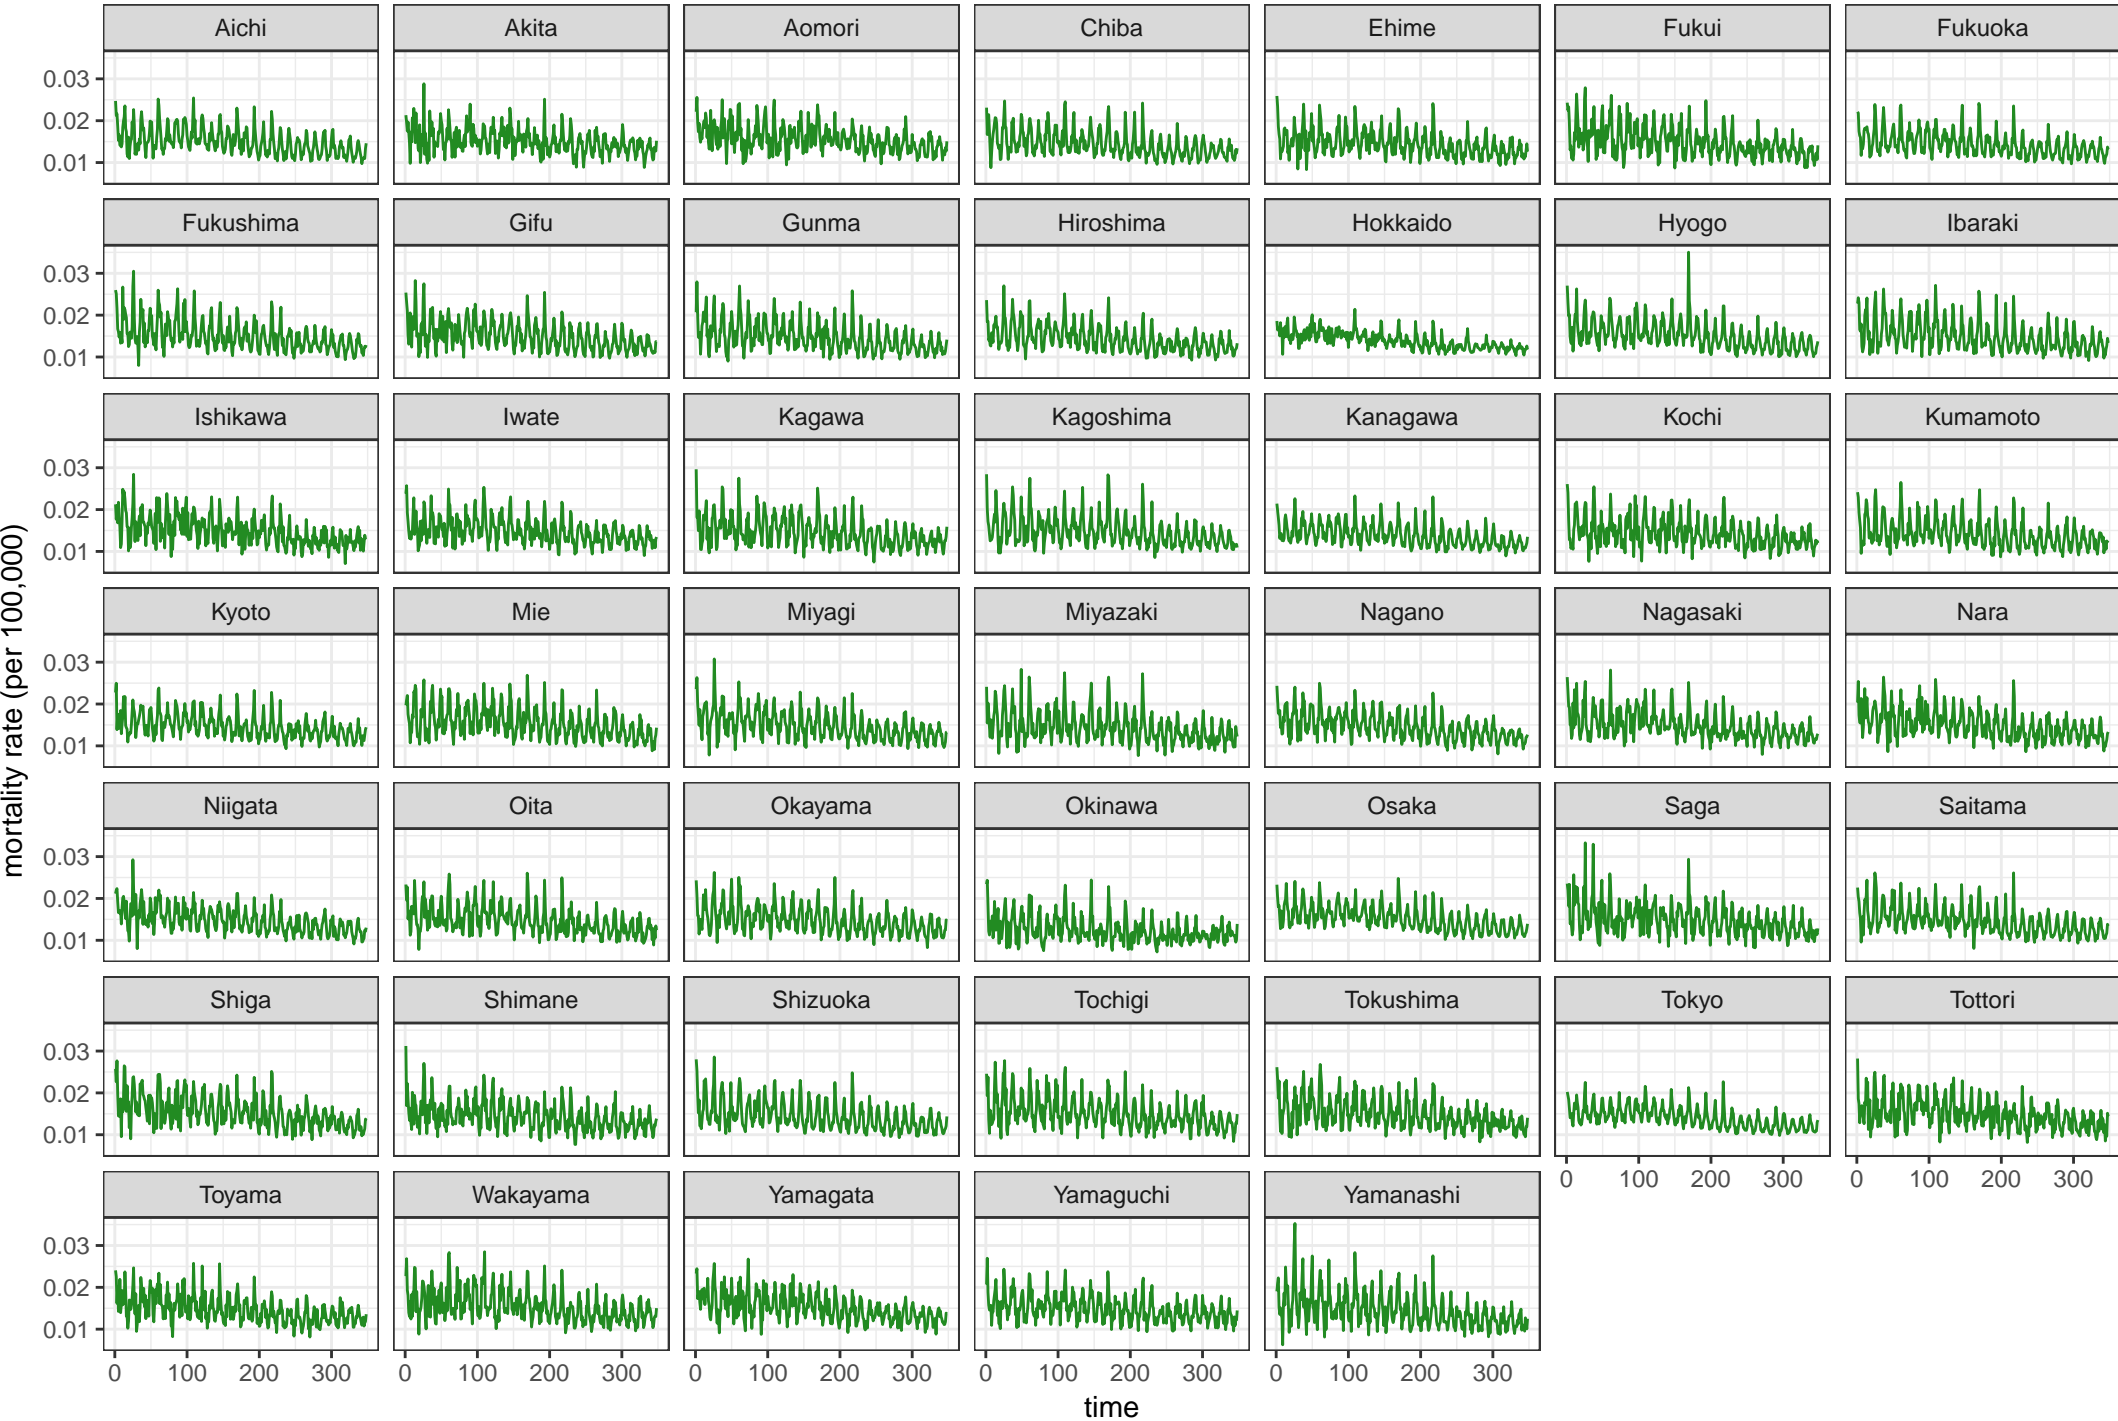 Aichi Akita Aomori Chiba Ehime Fukui Fukuoka
0.03
0.02
0.01
Fukushima Gifu Gunma Hiroshima Hokkaido Hyogo Ibaraki
0.03
0.02
0.01
Ishikawa Iwate Kagawa Kagoshima Kanagawa Kochi Kumamoto
0.03
0.02
0.01
Kyoto Mie Miyagi Miyazaki Nagano Nagasaki Nara
0.03
0.02
0.01
Niigata Oita Okayama Okinawa Osaka Saga Saitama
0.03
0.02
0.01
Shiga Shimane Shizuoka Tochigi Tokushima Tokyo Tottori
0.03
0.02
0.01
0 100 200 300 0 100 200 300
Toyama Wakayama Yamagata Yamaguchi Yamanashi
0.03
0.02
0.01
0 100 200 300 0 100 200 300 0 100 200 300 0 100 200 300 0 100 200 300
time
mortality rate (per 100,000)